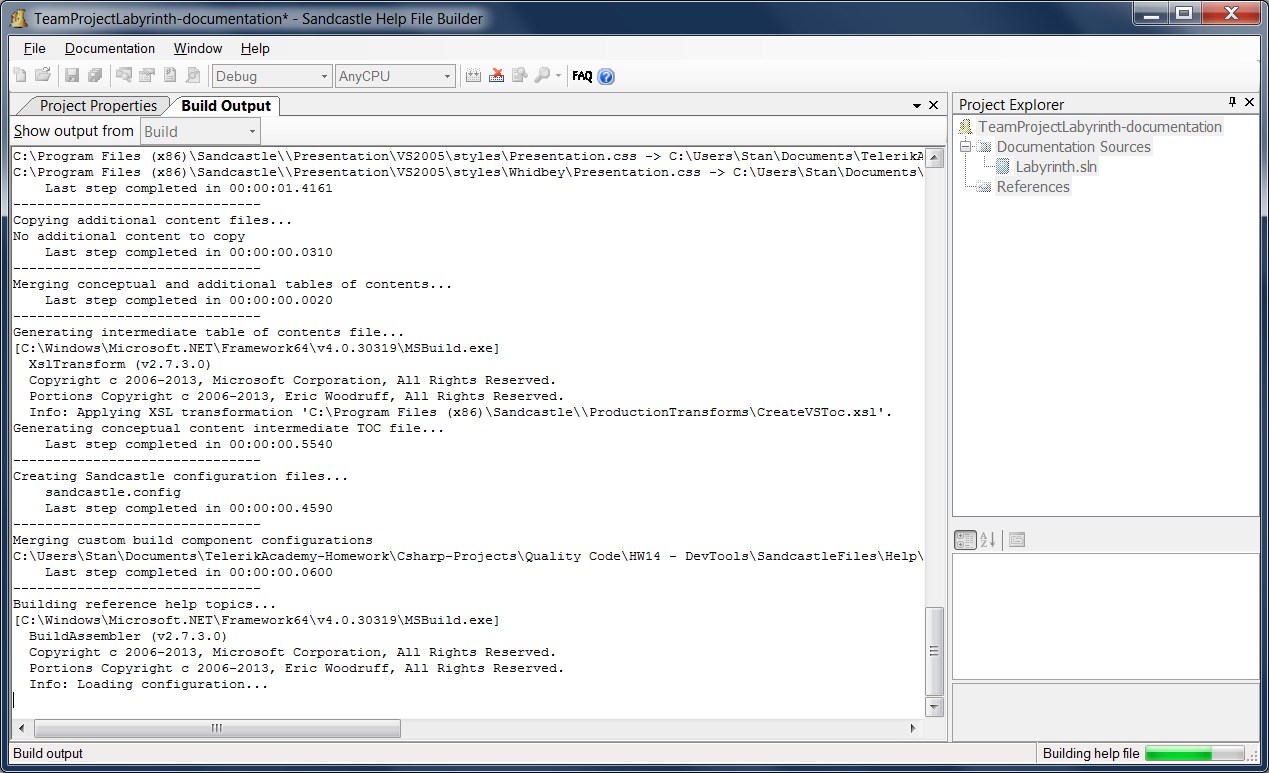 TeamProjectLabyrinth-documentation* - Sandcastle Help File Builder
File Documentation Window Help
Debug AnyCPU FAQ
Project Properties Build Output
Show output from Build
C:\Program Files (x86)\Sandcastle\\Presentation\VS2005\styles\Presentation.css -> C:\Users\Stan\Documents\TelerikA
C:\Program Files (x86)\Sandcastle\\Presentation\VS2005\styles\Whidbey\Presentation.css -> C:\Users\Stan\Documents\
Last step completed in 00:00:01.4161
-------------------------------
Copying additional content files...
No additional content to copy
Last step completed in 00:00:00.0310
-------------------------------
Merging conceptual and additional tables of contents...
Last step completed in 00:00:00.0020
-------------------------------
Generating intermediate table of contents file...
[C:\Windows\Microsoft.NET\Framework64\v4.0.30319\MSBuild.exe]
XslTransform (v2.7.3.0)
Copyright c 2006-2013, Microsoft Corporation, All Rights Reserved.
Portions Copyright c 2006-2013, Eric Woodruff, All Rights Reserved.
Info: Applying XSL transformation 'C:\Program Files (x86)\Sandcastle\\ProductionTransforms\CreateVSToc.xsl'.
Generating conceptual content intermediate TOC file...
Last step completed in 00:00:00.5540
-------------------------------
Creating Sandcastle configuration files...
sandcastle.config
Last step completed in 00:00:00.4590
-------------------------------
Merging custom build component configurations
C:\Users\Stan\Documents\TelerikAcademy-Homework\Csharp-Projects\Quality Code\HW14 - DevTools\SandcastleFiles\Help\
Last step completed in 00:00:00.0600
-------------------------------
Building reference help topics...
[C:\Windows\Microsoft.NET\Framework64\v4.0.30319\MSBuild.exe]
BuildAssembler (v2.7.3.0)
Copyright c 2006-2013, Microsoft Corporation, All Rights Reserved.
Portions Copyright c 2006-2013, Eric Woodruff, All Rights Reserved.
Info: Loading configuration...
Project Explorer
TeamProjectLabyrinth-documentation
Documentation Sources
Labyrinth.sln
References
Build output
Building help file